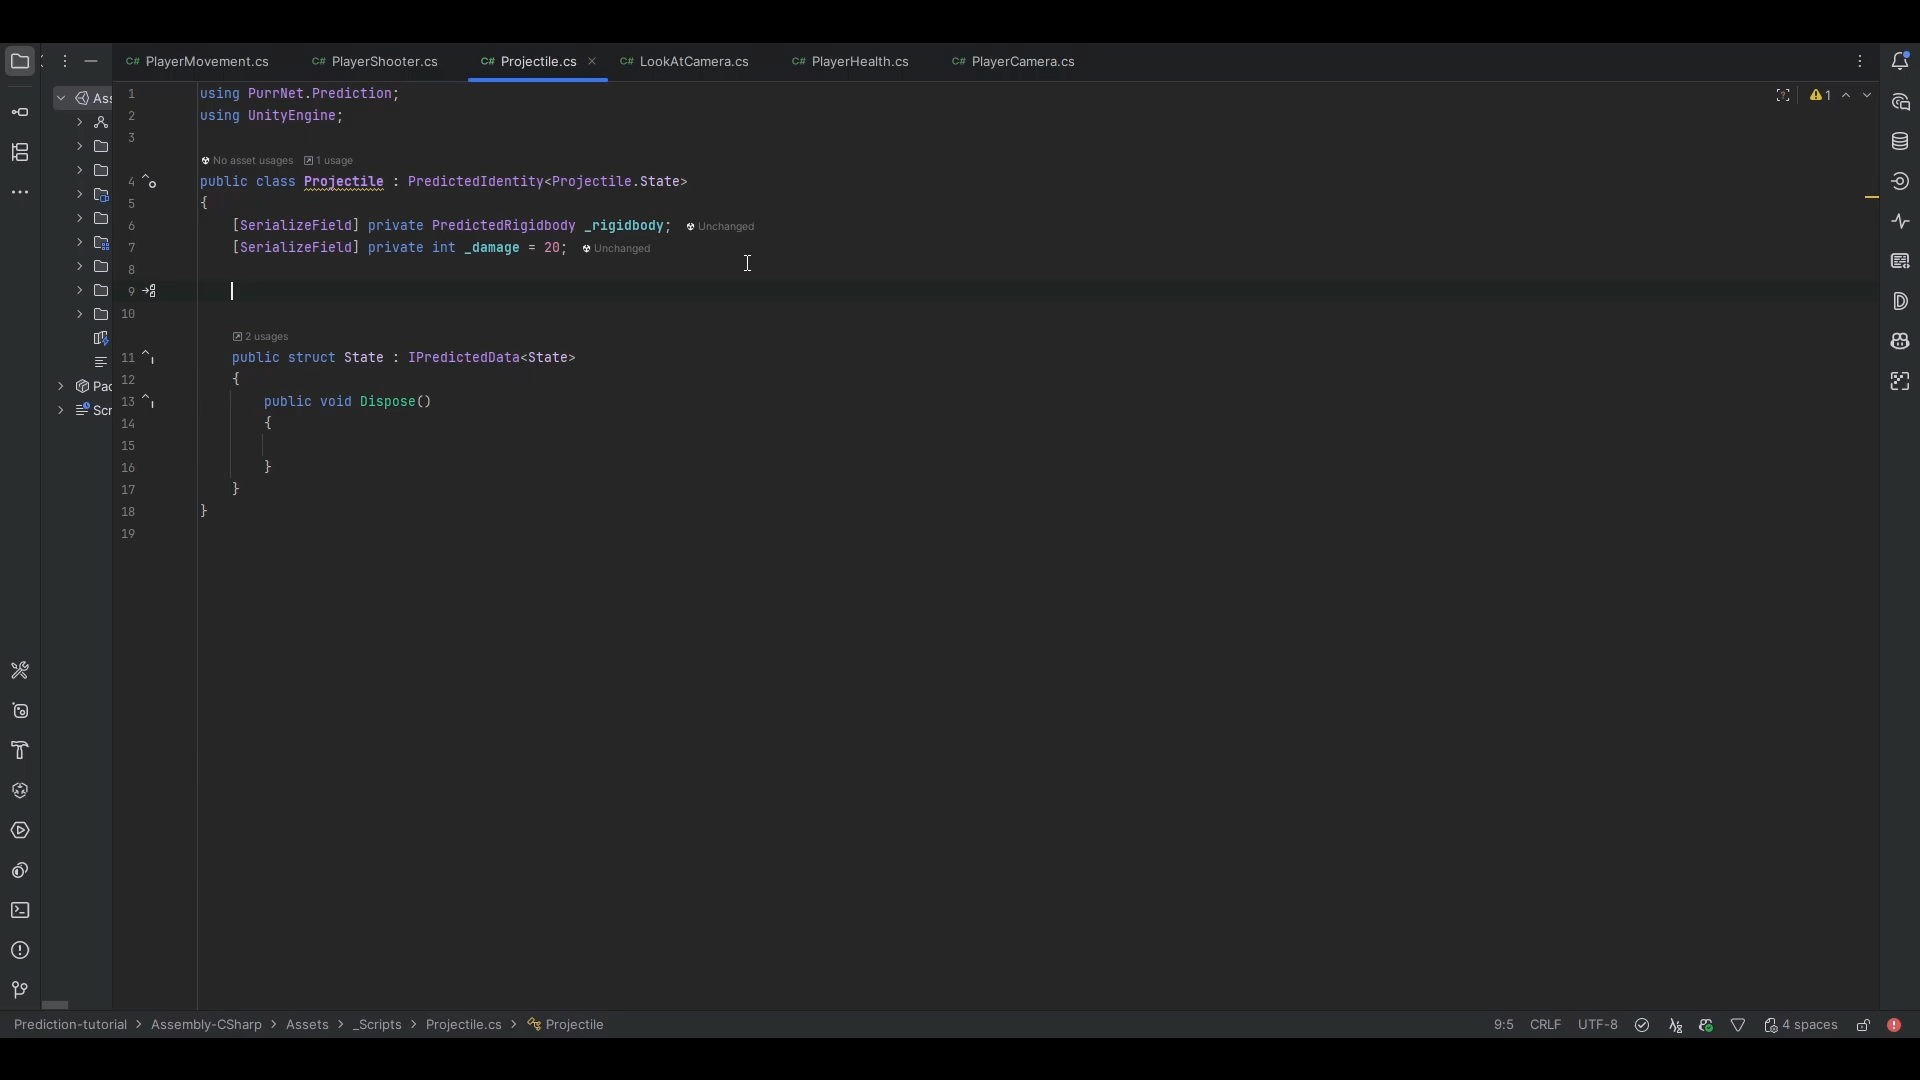 C# PlayerMovement.cs C# PlayerShooter.cs C# Projectile.cs C# LookAtCamera.cs C# PlayerHealth.cs C# PlayerCamera.cs
1 using PurrNet.Prediction;
2 using UnityEngine;
3
No asset usages 1 usage
4 public class Projectile : PredictedIdentity<Projectile.State>
5 {
6 [SerializeField] private PredictedRigidbody _rigidbody; Unchanged
7 [SerializeField] private int _damage = 20; Unchanged
8
9
10
2 usages
11 public struct State : IPredictedData<State>
12 {
13 public void Dispose()
14 {
15
16 }
17 }
18 }
19
1
Ass
Pac
Scr
Prediction-tutorial > Assembly-CSharp > Assets > _Scripts > Projectile.cs > Projectile
9:5 CRLF UTF-8 4 spaces